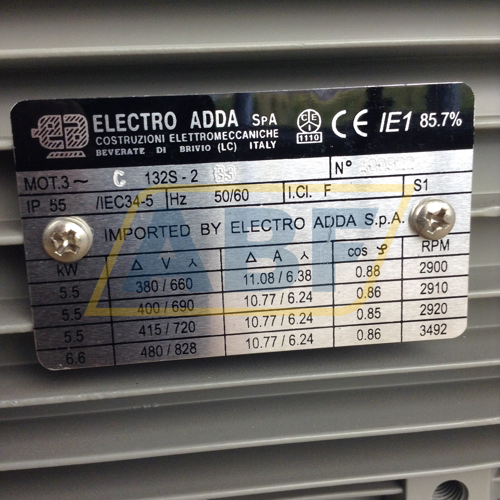 ELECTRO ADDA SpA
COSTRUZIONI ELETTROMECCANICHE
BEVERATE DI BRIVIO (LC) ITALY
1110
CE IE1 85.7%
MOT.3~ C 132S - 2 N°
IP 55 /IEC34-5 Hz 50/60 I.Cl. F S1
IMPORTED BY ELECTRO ADDA S.p.A.
kW Δ V ⅄ Δ A ⅄ cos φ RPM
5.5 380 / 660 11.08 / 6.38 0.88 2900
5.5 400 / 690 10.77 / 6.24 0.86 2910
5.5 415 / 720 10.77 / 6.24 0.85 2920
6.6 480 / 828 10.77 / 6.24 0.86 3492
ABF